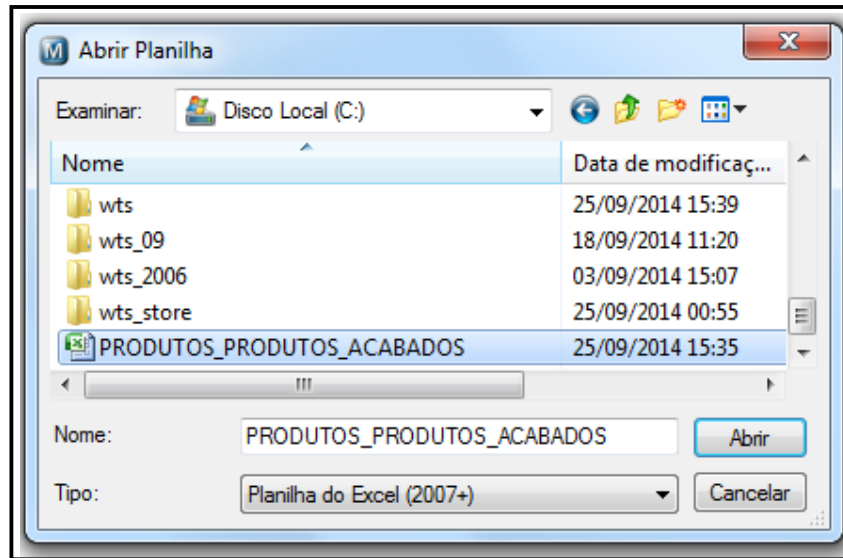 Abrir Planilha
Examinar: Disco Local (C:)
Nome Data de modificaç...
wts 25/09/2014 15:39
wts_09 18/09/2014 11:20
wts_2006 03/09/2014 15:07
wts_store 25/09/2014 00:55
PRODUTOS_PRODUTOS_ACABADOS 25/09/2014 15:35
Nome: PRODUTOS_PRODUTOS_ACABADOS Abrir
Tipo: Planilha do Excel (2007+) Cancelar